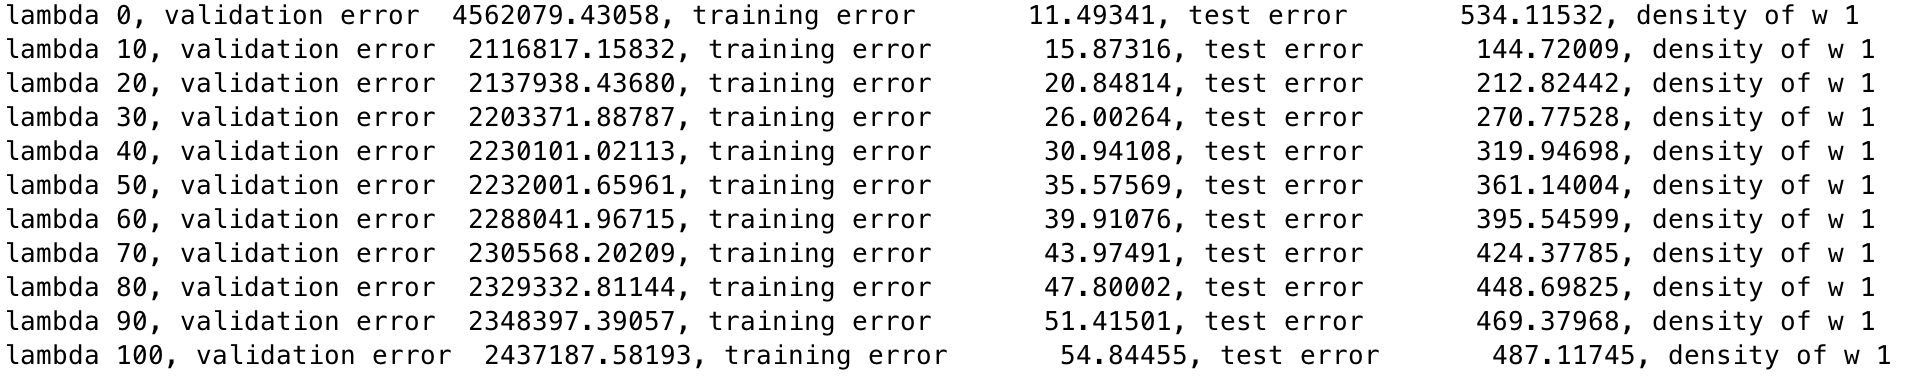 lambda 0, validation error  4562079.43058, training error       11.49341, test error       534.11532, density of w 1
lambda 10, validation error  2116817.15832, training error       15.87316, test error       144.72009, density of w 1
lambda 20, validation error  2137938.43680, training error       20.84814, test error       212.82442, density of w 1
lambda 30, validation error  2203371.88787, training error       26.00264, test error       270.77528, density of w 1
lambda 40, validation error  2230101.02113, training error       30.94108, test error       319.94698, density of w 1
lambda 50, validation error  2232001.65961, training error       35.57569, test error       361.14004, density of w 1
lambda 60, validation error  2288041.96715, training error       39.91076, test error       395.54599, density of w 1
lambda 70, validation error  2305568.20209, training error       43.97491, test error       424.37785, density of w 1
lambda 80, validation error  2329332.81144, training error       47.80002, test error       448.69825, density of w 1
lambda 90, validation error  2348397.39057, training error       51.41501, test error       469.37968, density of w 1
lambda 100, validation error  2437187.58193, training error       54.84455, test error       487.11745, density of w 1